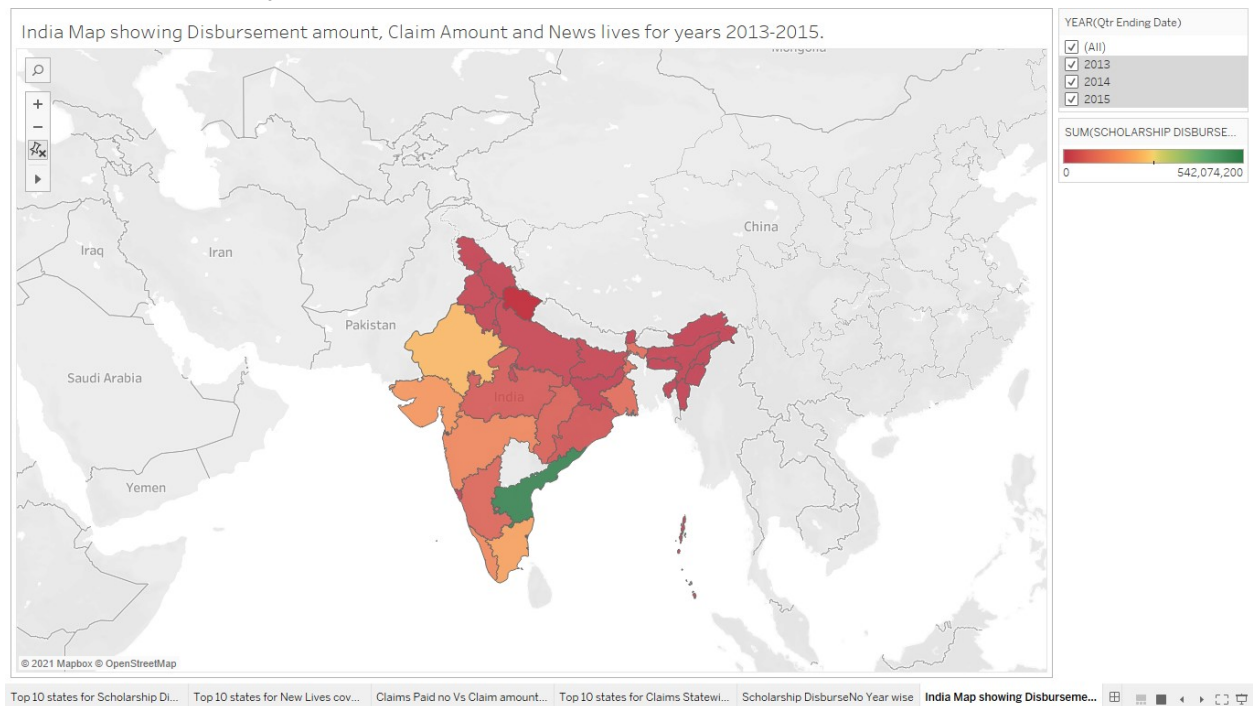 India Map showing Disbursement amount, Claim Amount and News lives for years 2013-2015.
YEAR(Qtr Ending Date)
(All)
2013
2014
2015
SUM(SCHOLARSHIP DISBURSE...
0 542,074,200
China
Iraq
Iran
Pakistan
Saudi Arabia
India
Yemen
© 2021 Mapbox © OpenStreetMap
Top 10 states for Scholarship Di... Top 10 states for New Lives cov... Claims Paid no Vs Claim amount... Top 10 states for Claims Statewi... Scholarship DisburseNo Year wise India Map showing Disburseme...